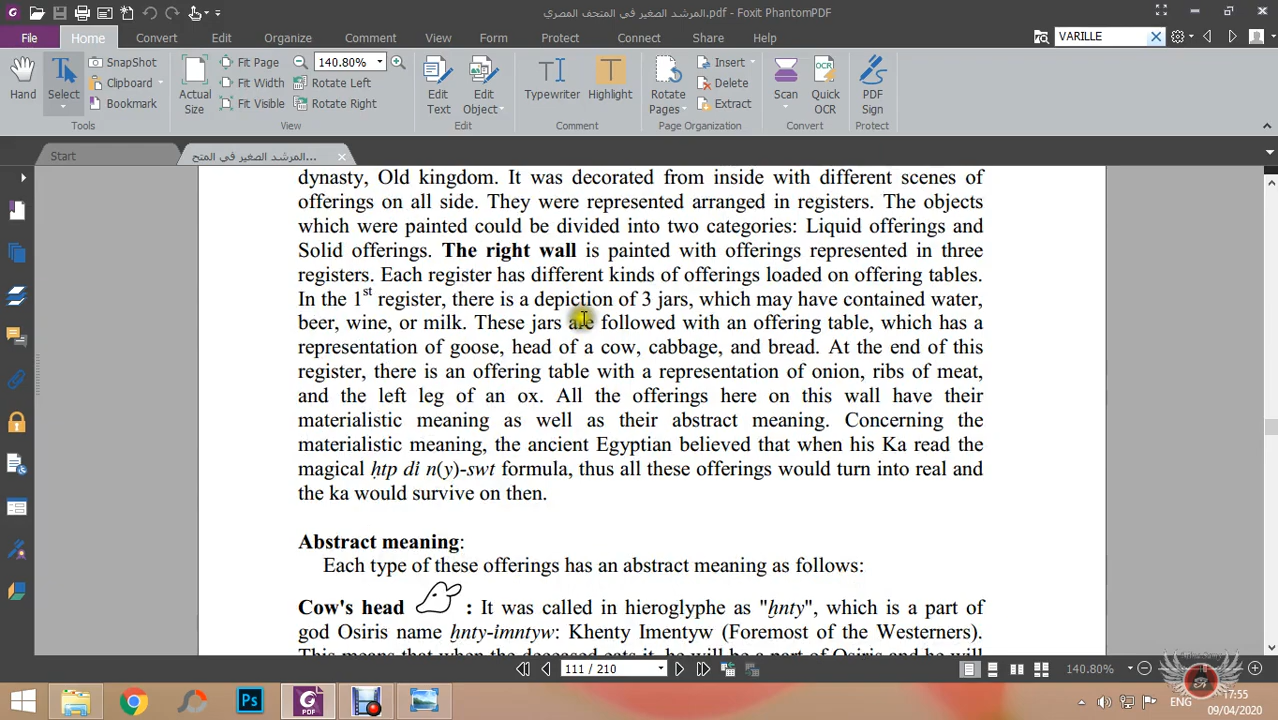 المرشد الصغير في المتحف المصري.pdf - Foxit PhantomPDF
File Home Convert Edit Organize Comment View Form Protect Connect Share Help VARILLE
Hand
Select
SnapShot
Clipboard
Bookmark
Tools
Actual
Size
Fit Page
Fit Width
Fit Visible
140.80%
Rotate Left
Rotate Right
View
Edit
Text
Edit
Object
Edit
Typewriter
Highlight
Comment
Rotate
Pages
Insert
Delete
Extract
Page Organization
Scan
Quick
OCR
Convert
PDF
Sign
Protect
Start
المرشد الصغير في المتح...
dynasty, Old kingdom. It was decorated from inside with different scenes of
offerings on all side. They were represented arranged in registers. The objects
which were painted could be divided into two categories: Liquid offerings and
Solid offerings. The right wall is painted with offerings represented in three
registers. Each register has different kinds of offerings loaded on offering tables.
In the 1st register, there is a depiction of 3 jars, which may have contained water,
beer, wine, or milk. These jars are followed with an offering table, which has a
representation of goose, head of a cow, cabbage, and bread. At the end of this
register, there is an offering table with a representation of onion, ribs of meat,
and the left leg of an ox. All the offerings here on this wall have their
materialistic meaning as well as their abstract meaning. Concerning the
materialistic meaning, the ancient Egyptian believed that when his Ka read the
magical ḥtp di n(y)-swt formula, thus all these offerings would turn into real and
the ka would survive on then.
Abstract meaning:
Each type of these offerings has an abstract meaning as follows:
Cow's head : It was called in hieroglyphe as "ḫnty", which is a part of
god Osiris name ḫnty-imntyw: Khenty Imentyw (Foremost of the Westerners).
This means that when the deceased eats it, he will be a part of Osiris and he will
111 / 210
140.80%
PDF
Ps
ENG
17:55
09/04/2020